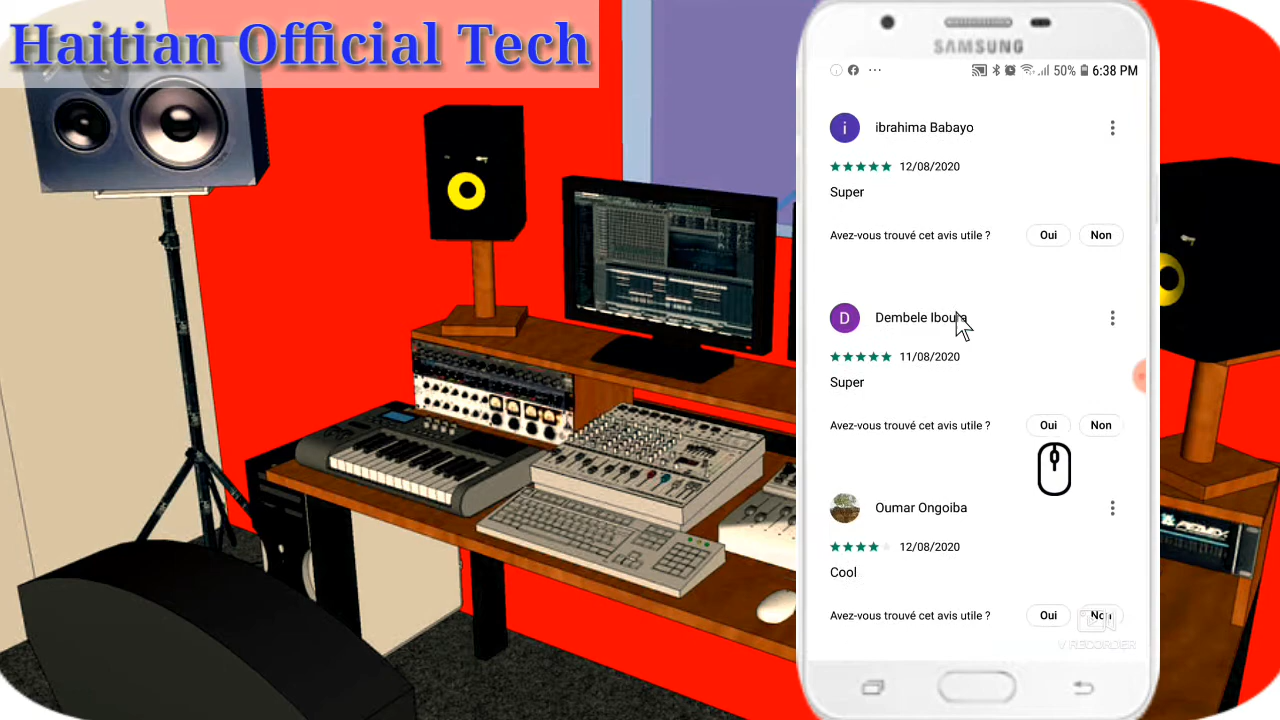 Haitian Official Tech
SAMSUNG
50% 6:38 PM
i ibrahima Babayo
12/08/2020
Super
Avez-vous trouvé cet avis utile ? Oui Non
D Dembele Iboura
11/08/2020
Super
Avez-vous trouvé cet avis utile ? Oui Non
Oumar Ongoiba
12/08/2020
Cool
Avez-vous trouvé cet avis utile ? Oui Non
V RECORDER